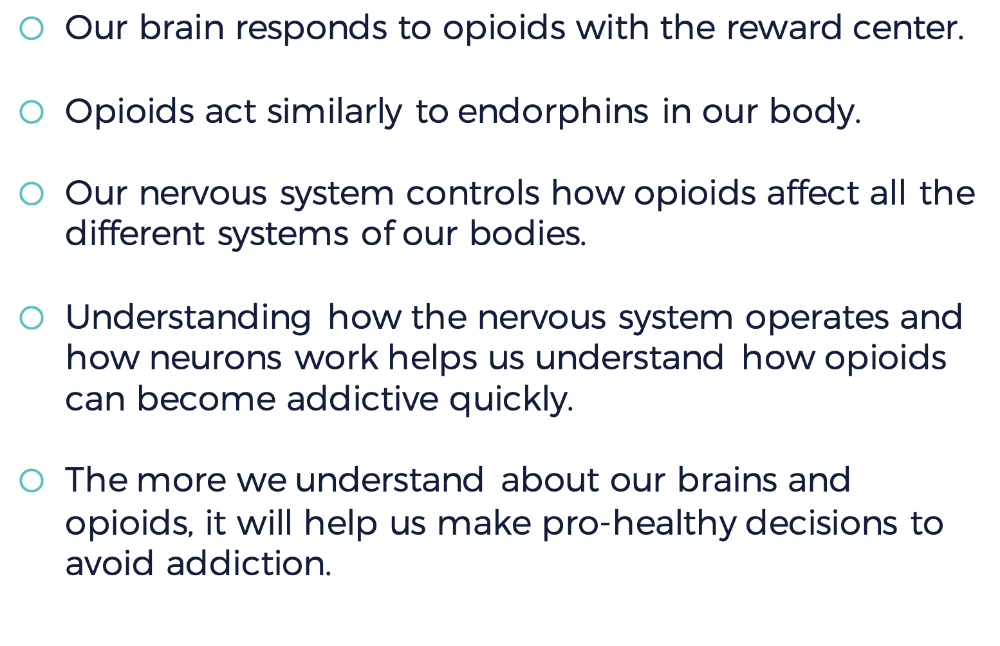 Our brain responds to opioids with the reward center.
Opioids act similarly to endorphins in our body.
Our nervous system controls how opioids affect all the
different systems of our bodies.
Understanding how the nervous system operates and
how neurons work helps us understand how opioids
can become addictive quickly.
The more we understand about our brains and
opioids, it will help us make pro-healthy decisions to
avoid addiction.